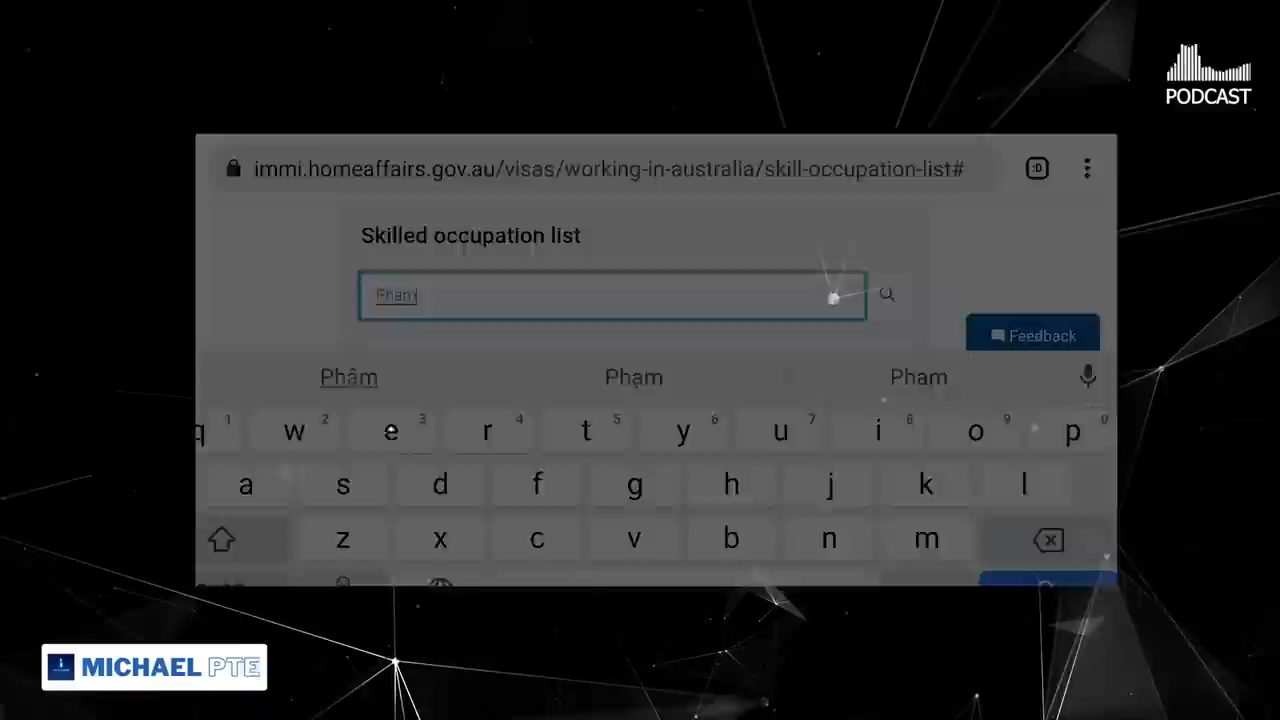 PODCAST
immi.homeaffairs.gov.au/visas/working-in-australia/skill-occupation-list#
:D
Skilled occupation list
Pham
Feedback
Phâm Phạm Pham
q 1 w 2 e 3 r 4 t 5 y 6 u 7 i 8 o 9 p 0
a s d f g h j k l
z x c v b n m
MICHAEL PTE